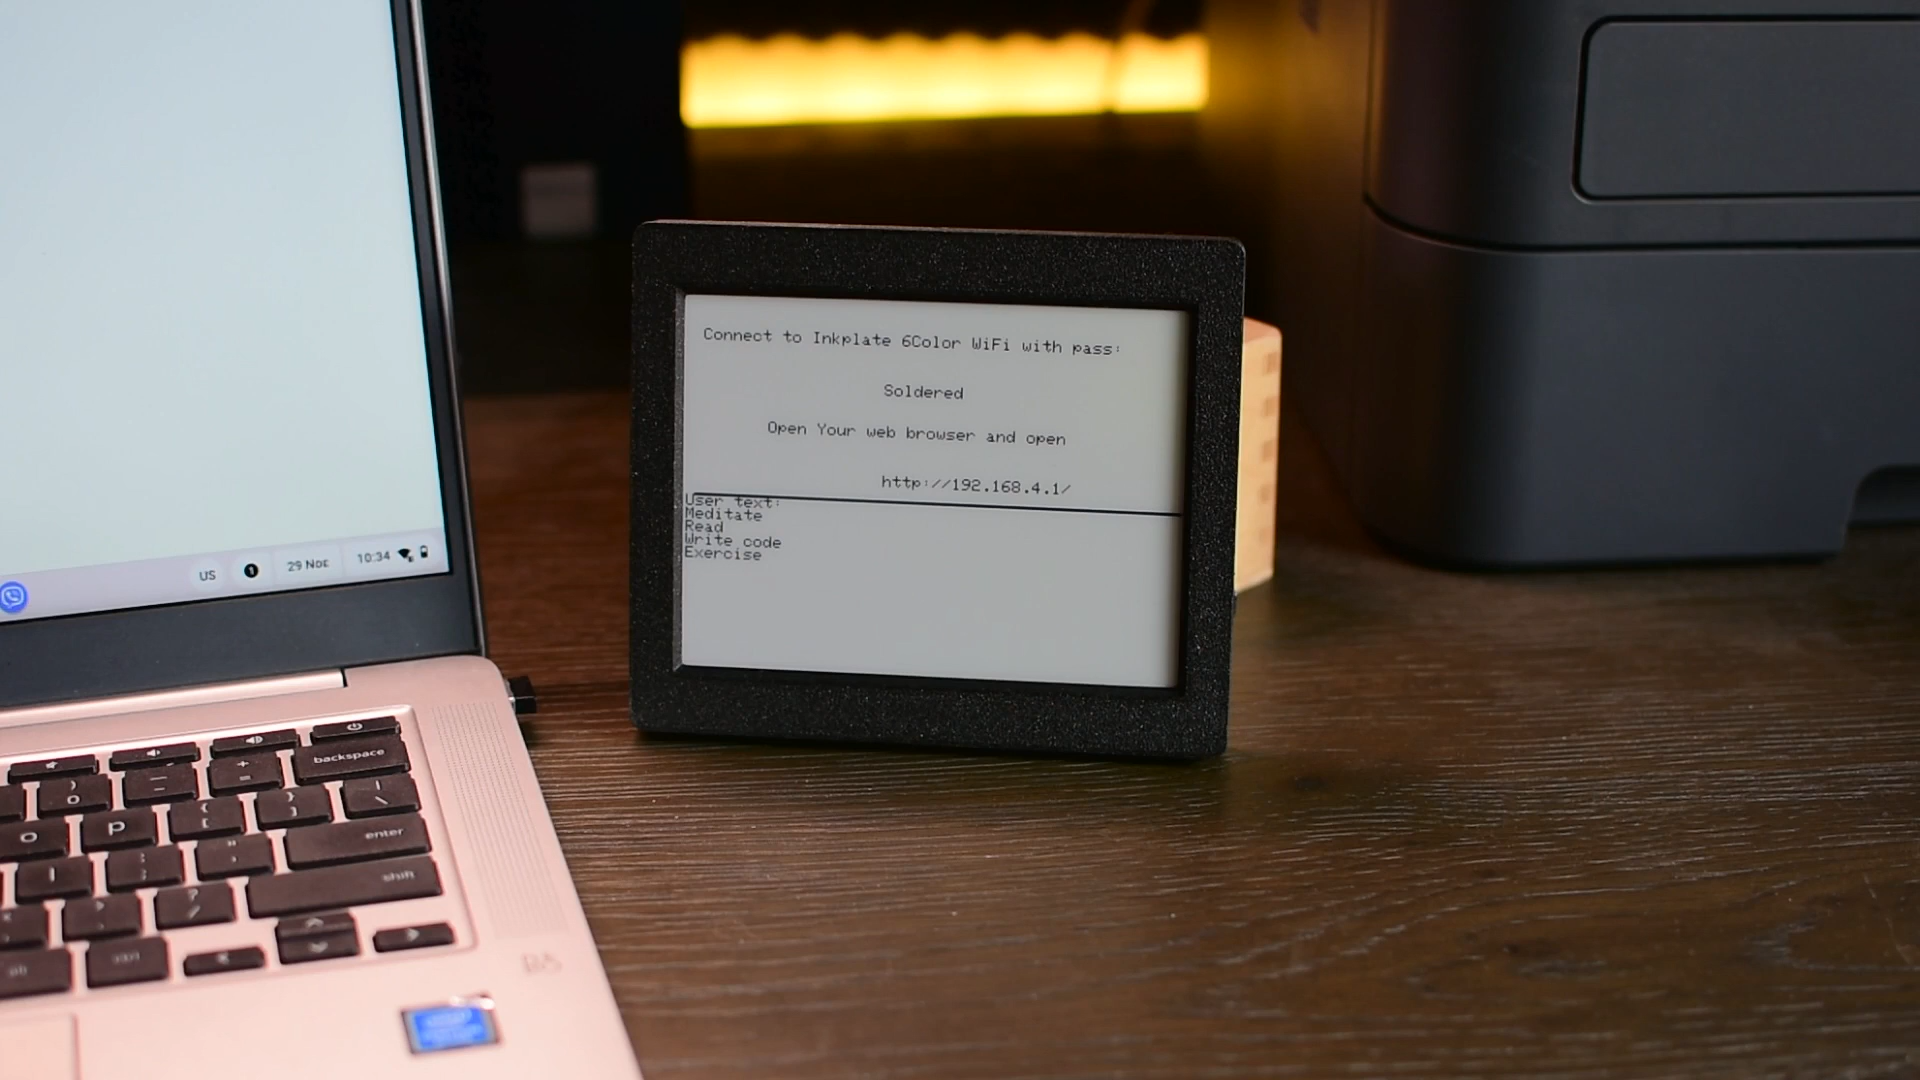 Connect to Inkplate 6Color WiFi with pass:
Soldered
Open Your web browser and open
http://192.168.4.1/
User text:
Meditate
Read
Write code
Exercise
US
29 Noε
10:34
backspace
+
=
}
{
[
o
p
enter
shift
B&